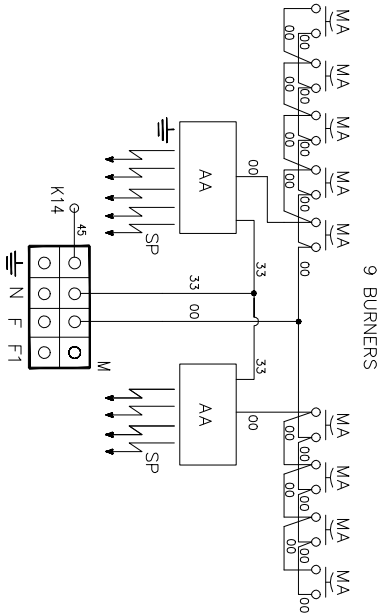 9 BURNERS
MA MA MA MA MA MA MA MA MA
00 00 00 00 00 00 00 00 00
00 00 00 00 00 00 00
00 33 33 00
AA AA
33 00
SP SP
M
45
K14
N F F1